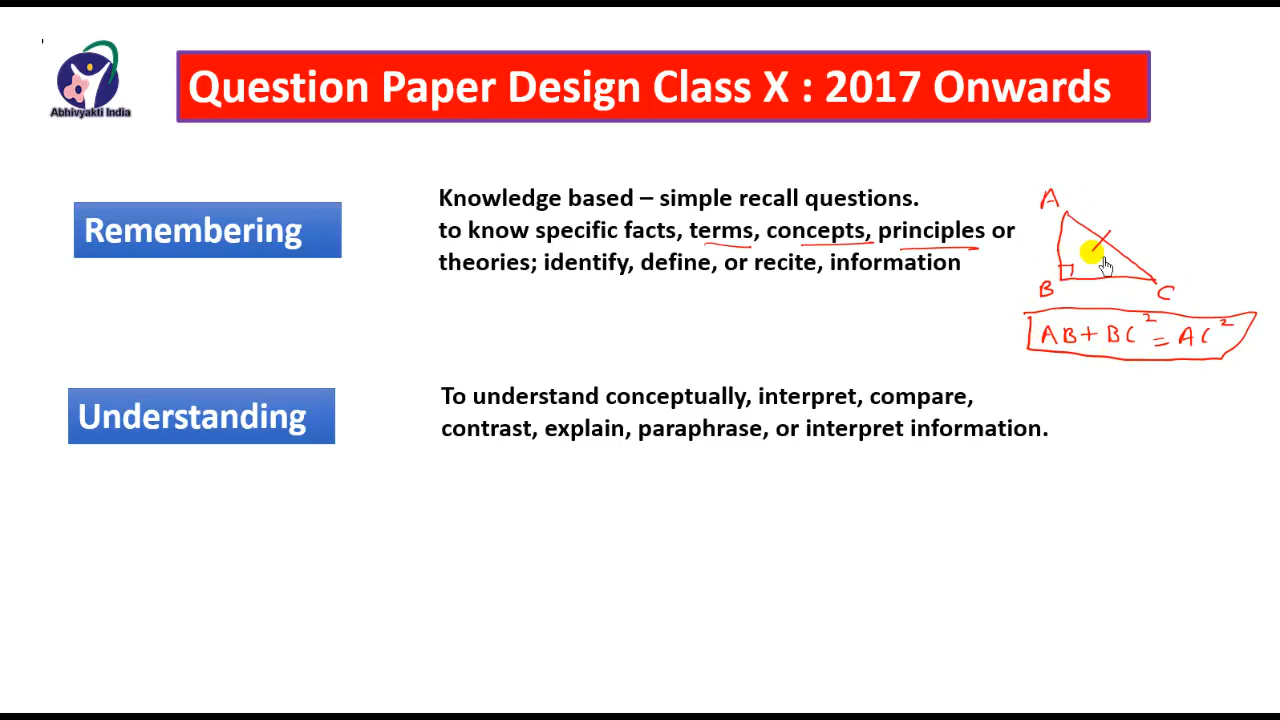 Abhivyakti India
Question Paper Design Class X : 2017 Onwards
Remembering
Knowledge based – simple recall questions.
to know specific facts, terms, concepts, principles or
theories; identify, define, or recite, information
A
B
C
AB + BC² = AC²
Understanding
To understand conceptually, interpret, compare,
contrast, explain, paraphrase, or interpret information.